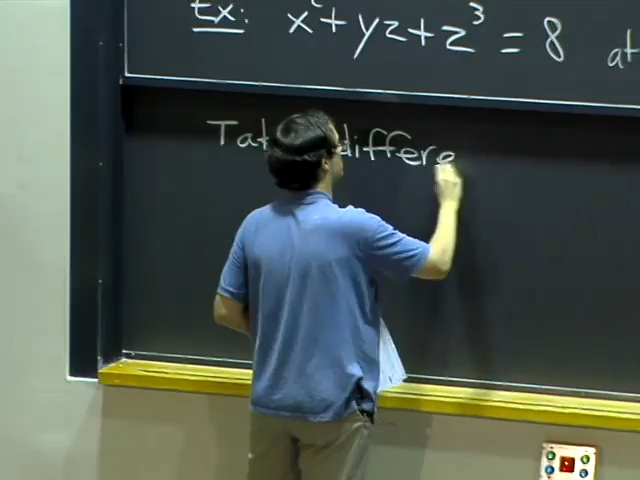 Ex: x² + yz + z³ = 8 at
differe